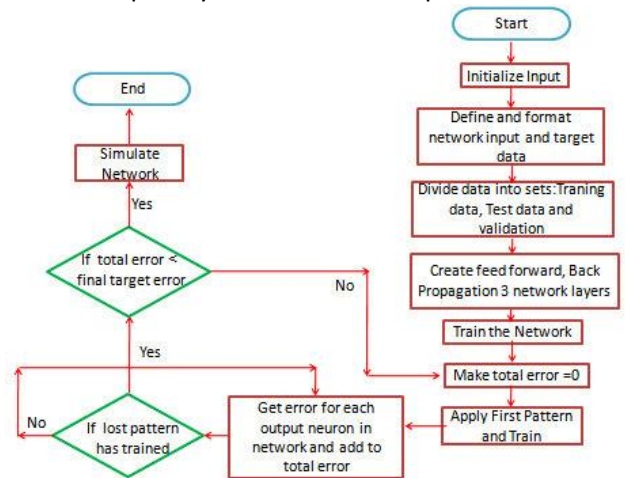 Start
Initialize Input
Define and format
network input and target
data
Divide data into sets:Traning
data, Test data and
validation
Create feed forward, Back
Propagation 3 network layers
Train the Network
Make total error =0
Apply First Pattern
and Train
Get error for each
output neuron in
network and add to
total error
If lost pattern
has trained
No
Yes
If total error <
final target error
No
Yes
Simulate
Network
End